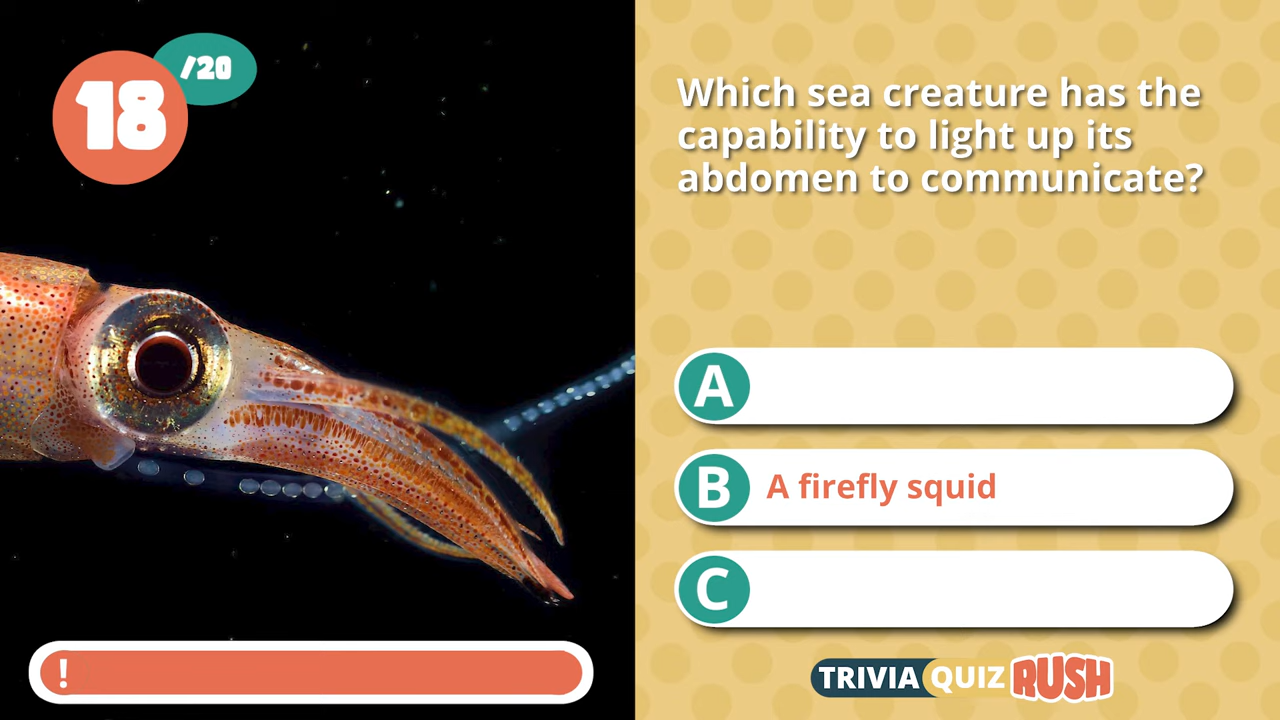 18
/20
Which sea creature has the
capability to light up its
abdomen to communicate?
A
B A firefly squid
C
!
TRIVIA QUIZ RUSH